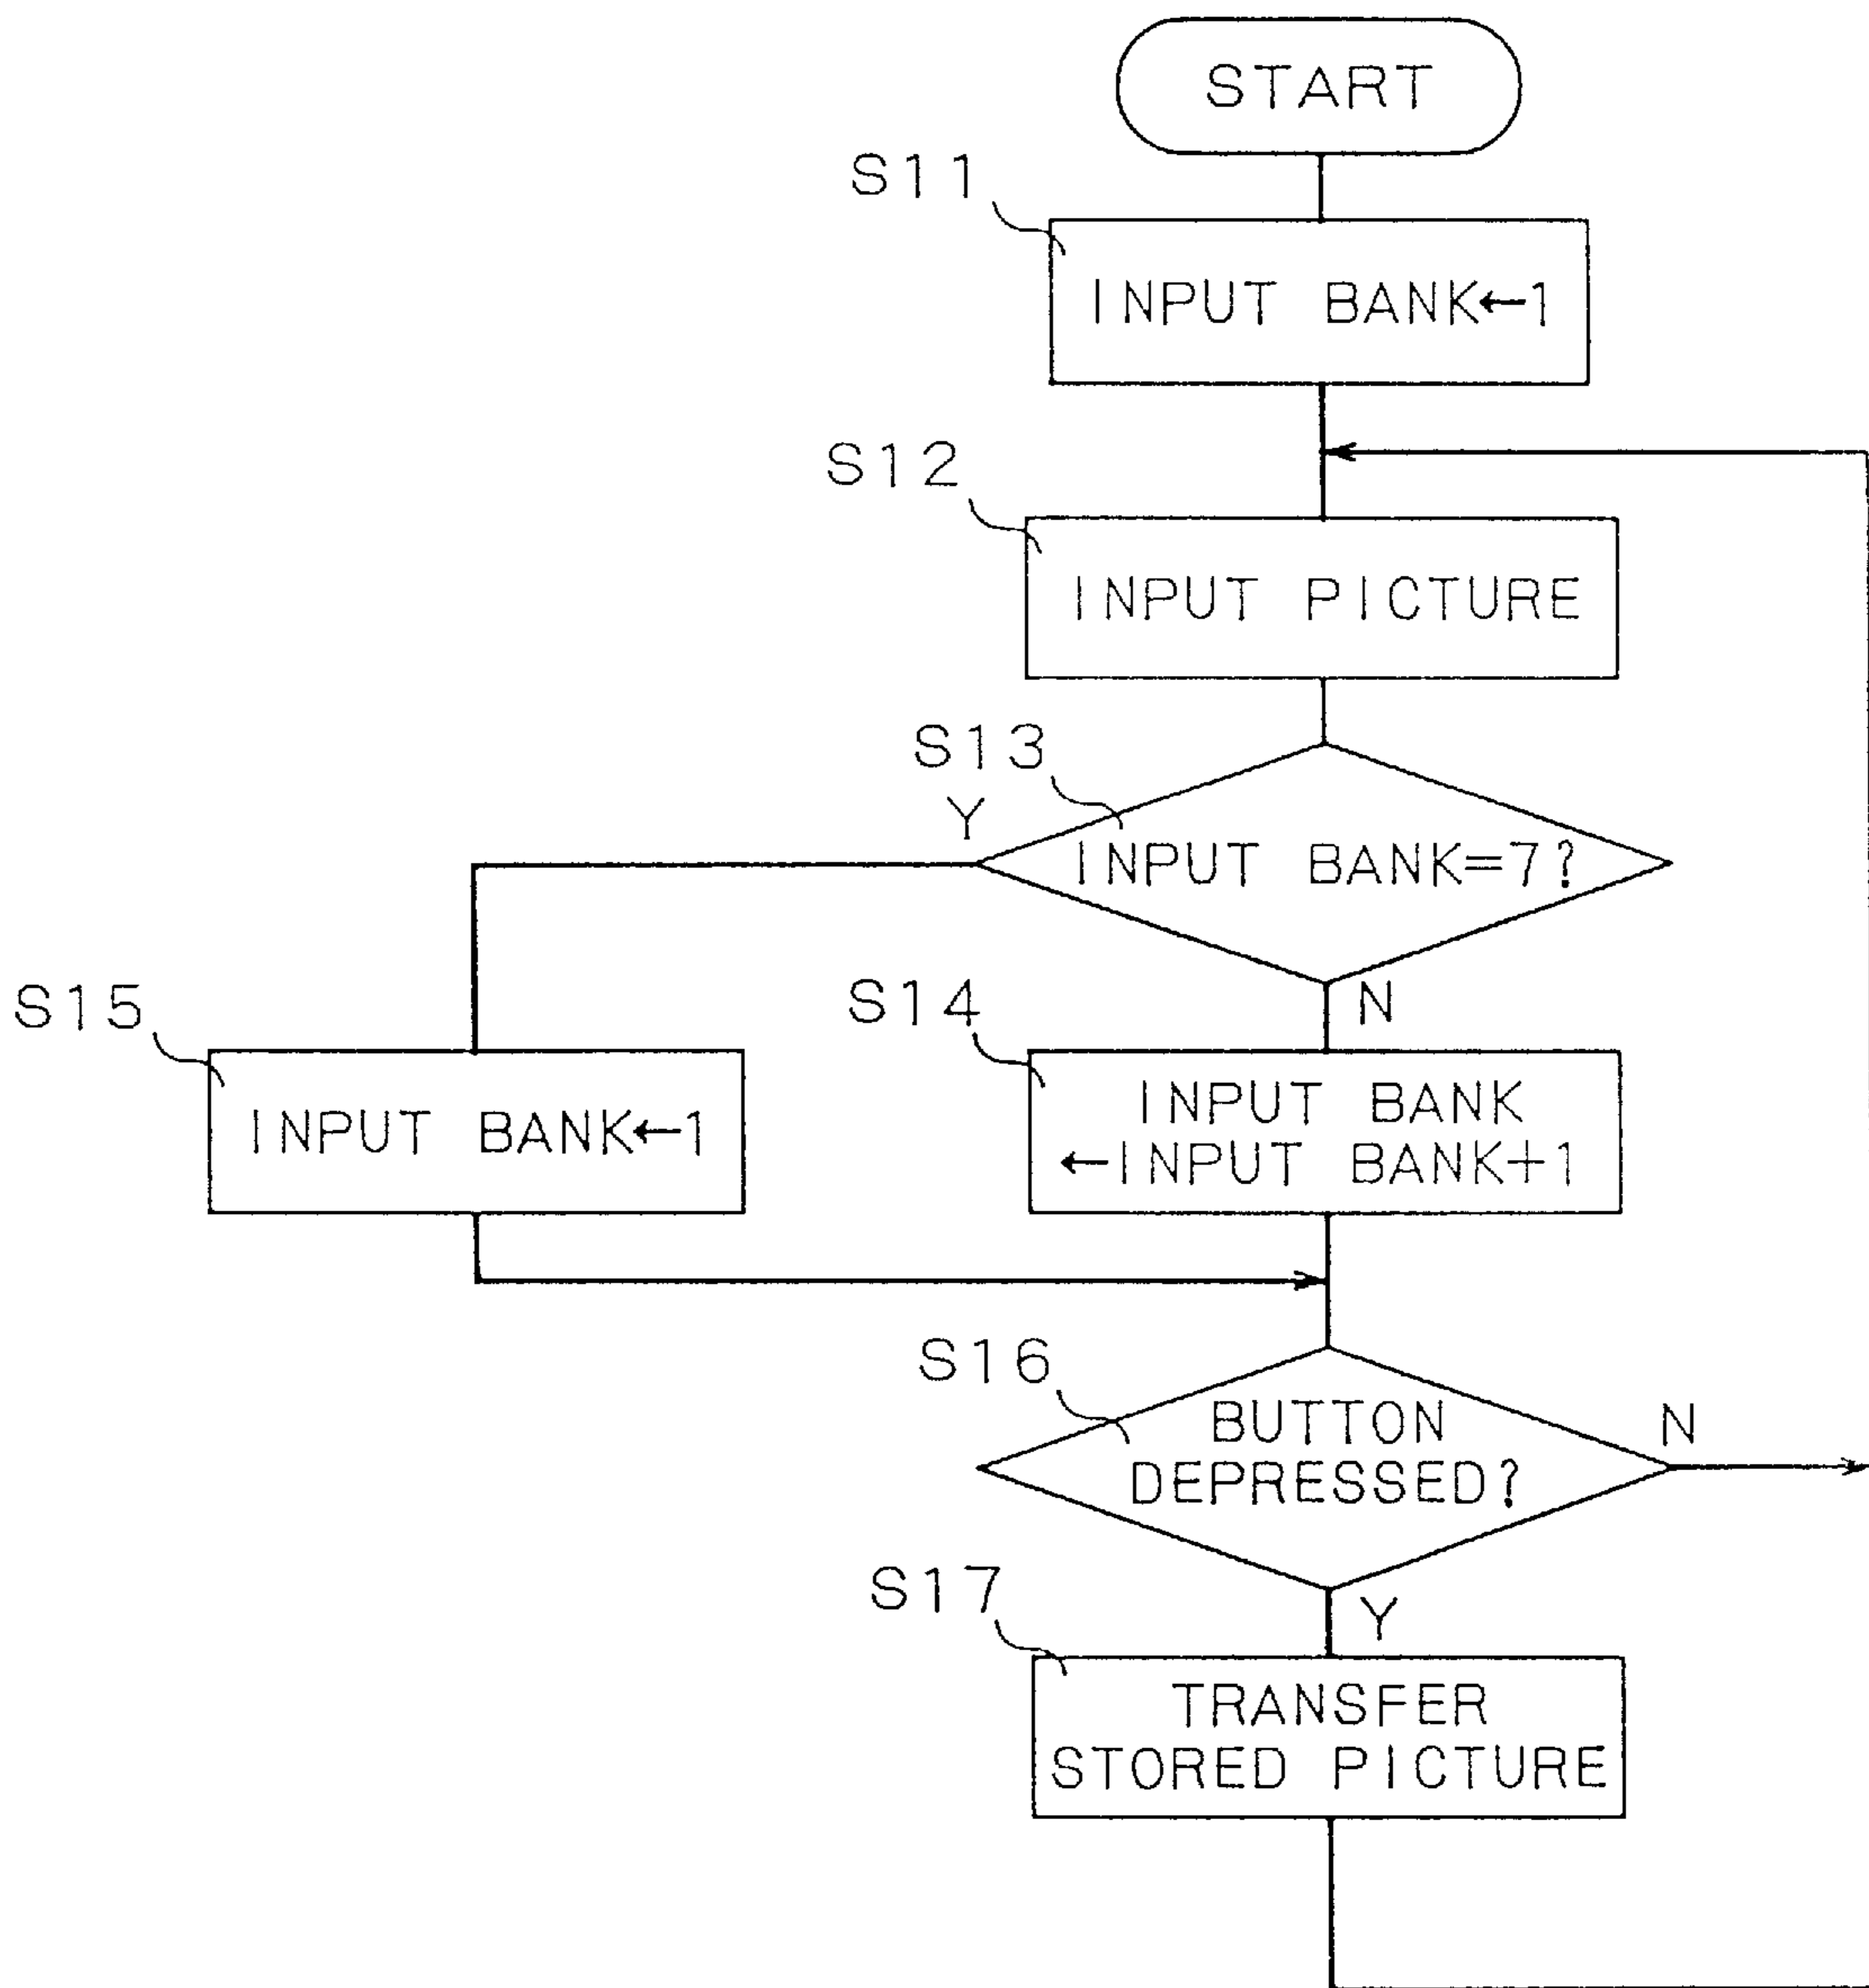 START
S11
INPUT BANK←1
S12
INPUT PICTURE
S13
Y
INPUT BANK=7?
N
S15
INPUT BANK←1
S14
INPUT BANK
←INPUT BANK+1
S16
BUTTON
DEPRESSED?
N
Y
S17
TRANSFER
STORED PICTURE